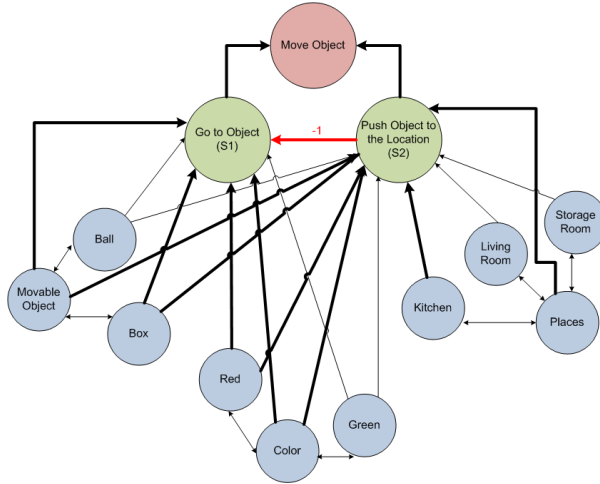 Move Object
Go to Object
(S1)
-1
Push Object to
the Location
(S2)
Ball
Movable
Object
Box
Red
Color
Green
Kitchen
Living
Room
Storage
Room
Places